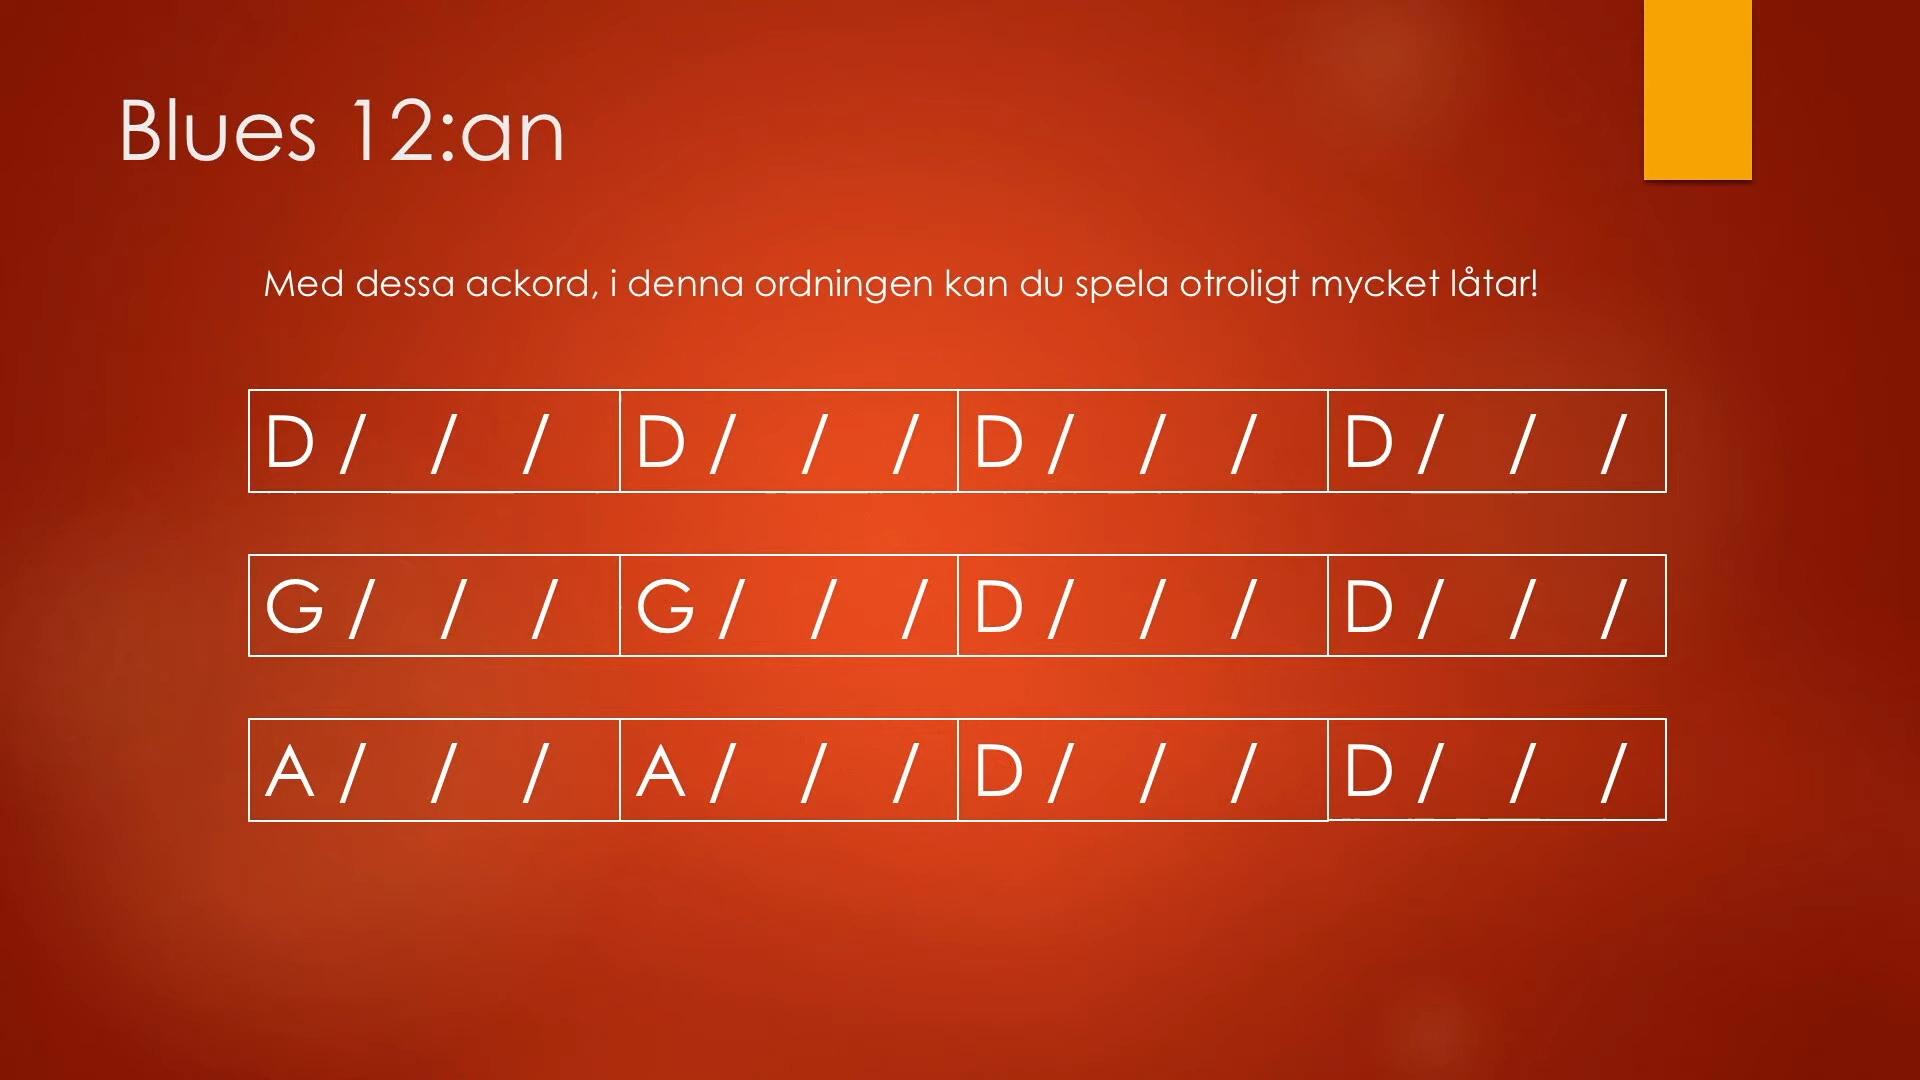 Blues 12:an
Med dessa ackord, i denna ordningen kan du spela otroligt mycket låtar!
D / / / D / / / D / / / D / / /
G / / / G / / / D / / / D / / /
A / / / A / / / D / / / D / / /